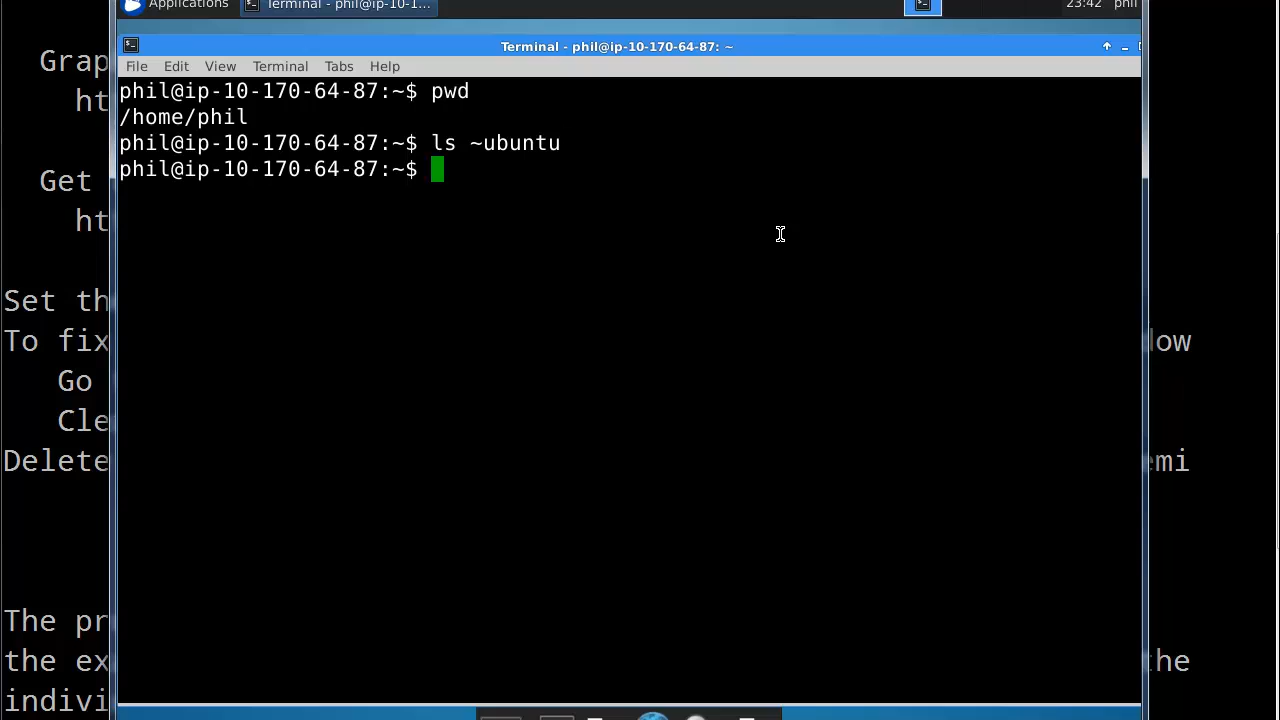 Applications Terminal - phil@ip-10-1... 23:42 phil
Terminal - phil@ip-10-170-64-87: ~
File Edit View Terminal Tabs Help
phil@ip-10-170-64-87:~$ pwd
/home/phil
phil@ip-10-170-64-87:~$ ls ~ubuntu
phil@ip-10-170-64-87:~$
Grap
ht
Get
ht
Set th
To fix low
Go
Cle
Delete emi
The pr
the ex the
indivi